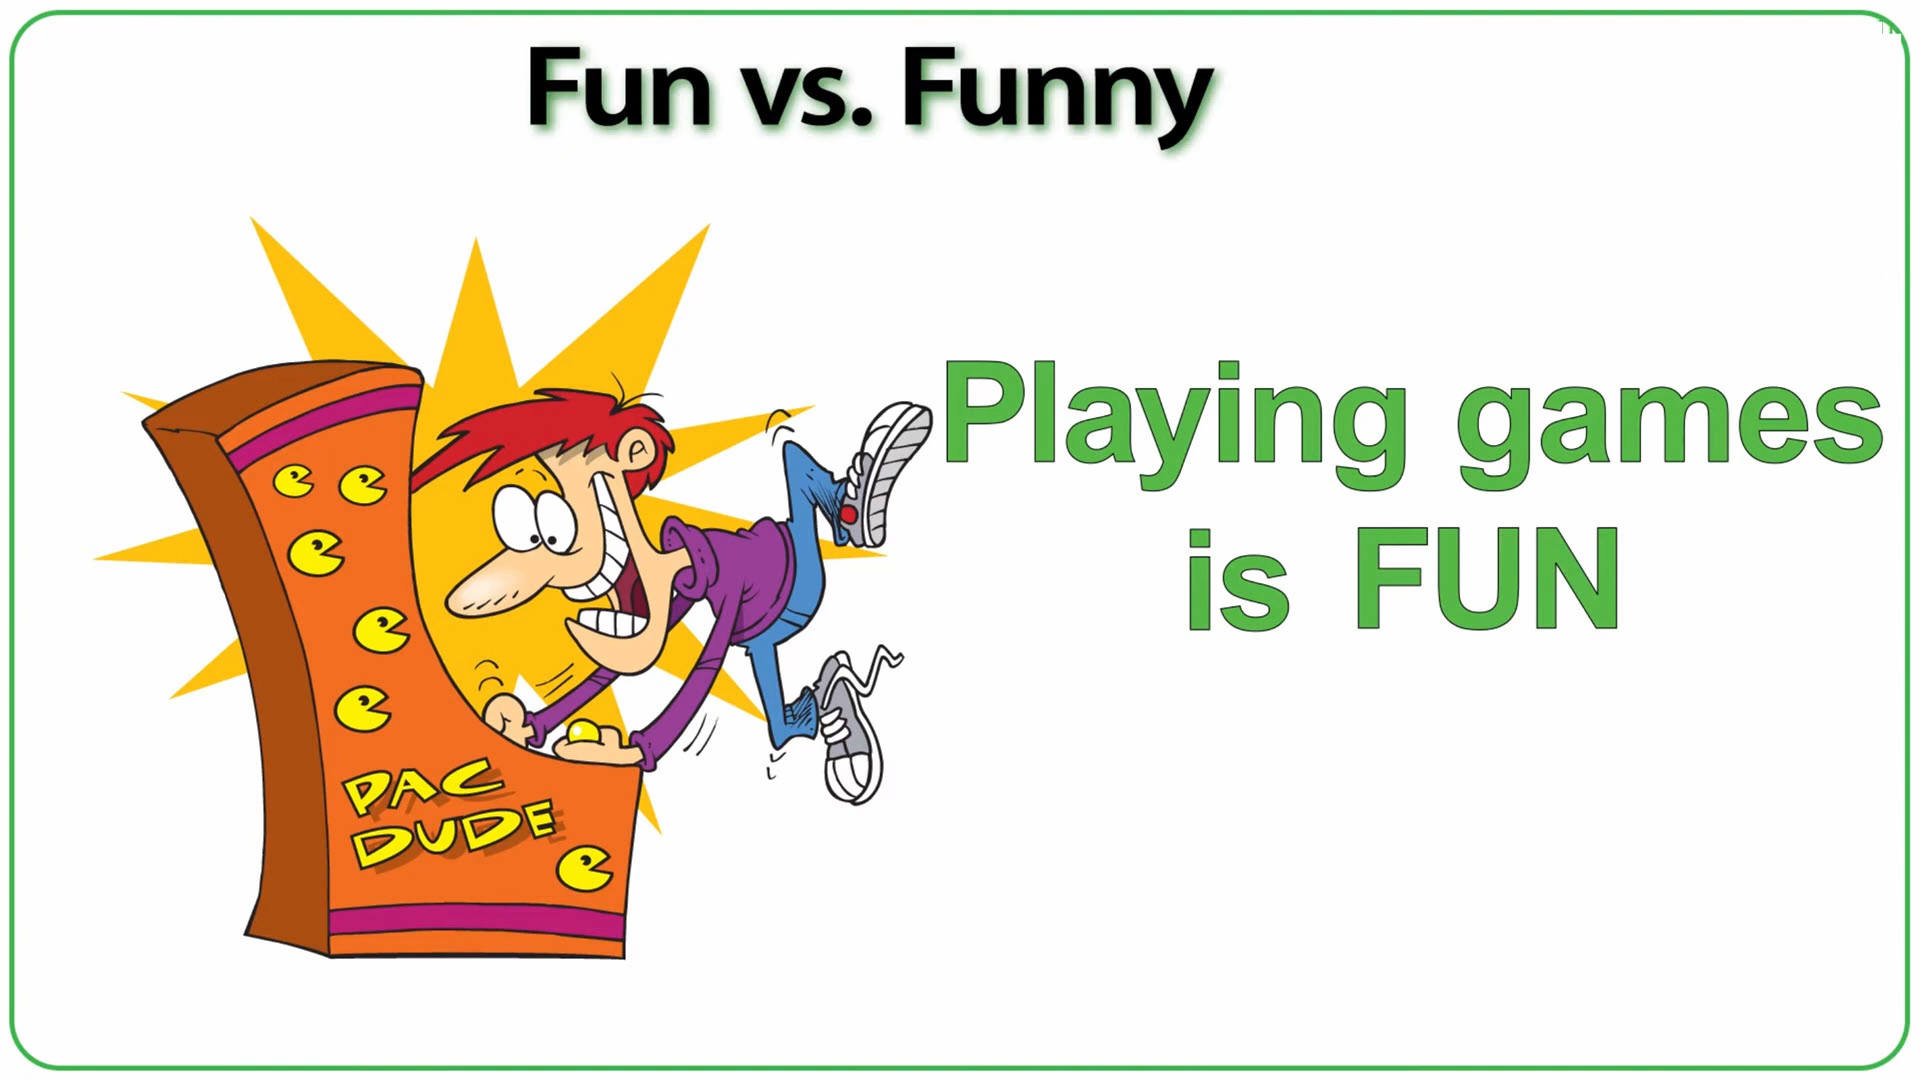 Fun vs. Funny
Playing games
is FUN
PAC
DUDE